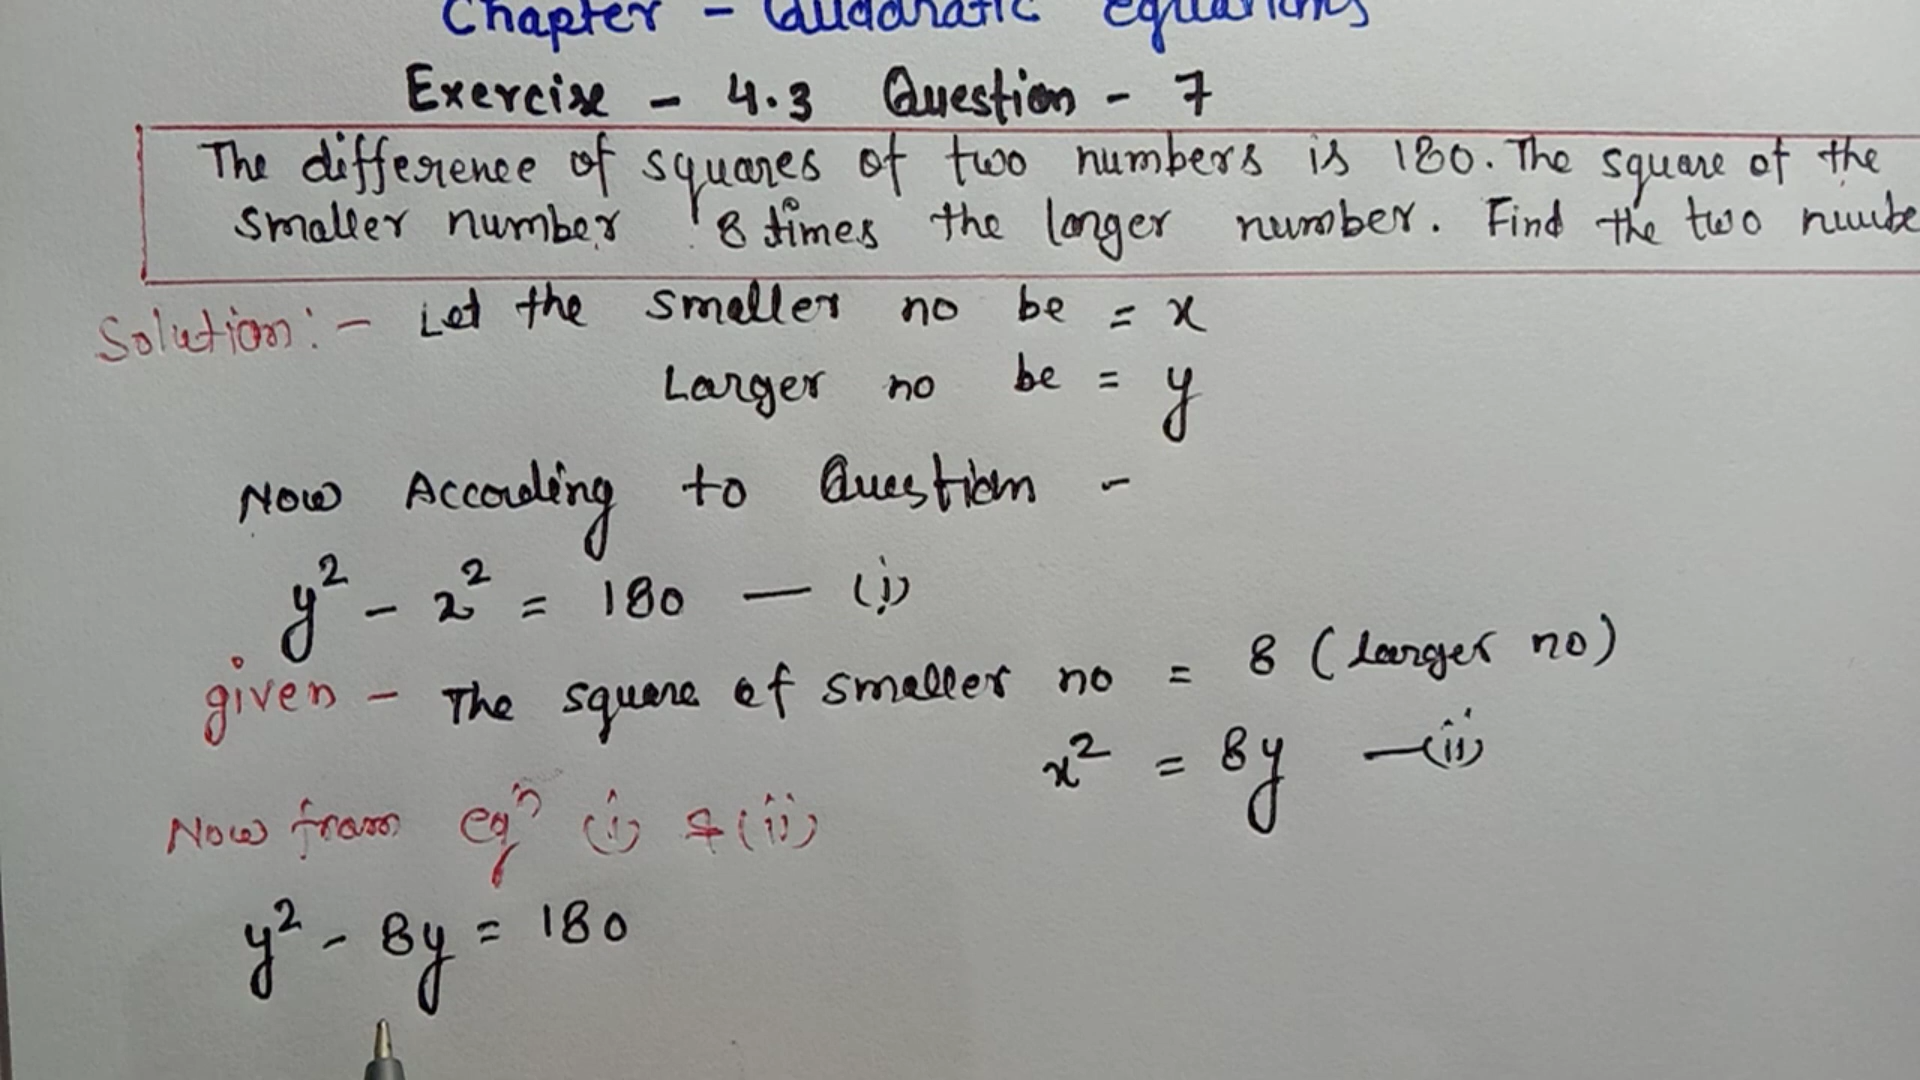 Chapter - Quadratic Equations
Exercise - 4.3 Question - 7
The difference of squares of two numbers is 180. The square of the
smaller number 8 times the larger number. Find the two numbe
Solution:- Let the smaller no be = x
Larger no be = y
Now According to Question -
y² - x² = 180 — (i)
given - The square of smaller no = 8 (Larger no)
x² = 8y —(ii)
Now from eqⁿ (i) & (ii)
y² - 8y = 180